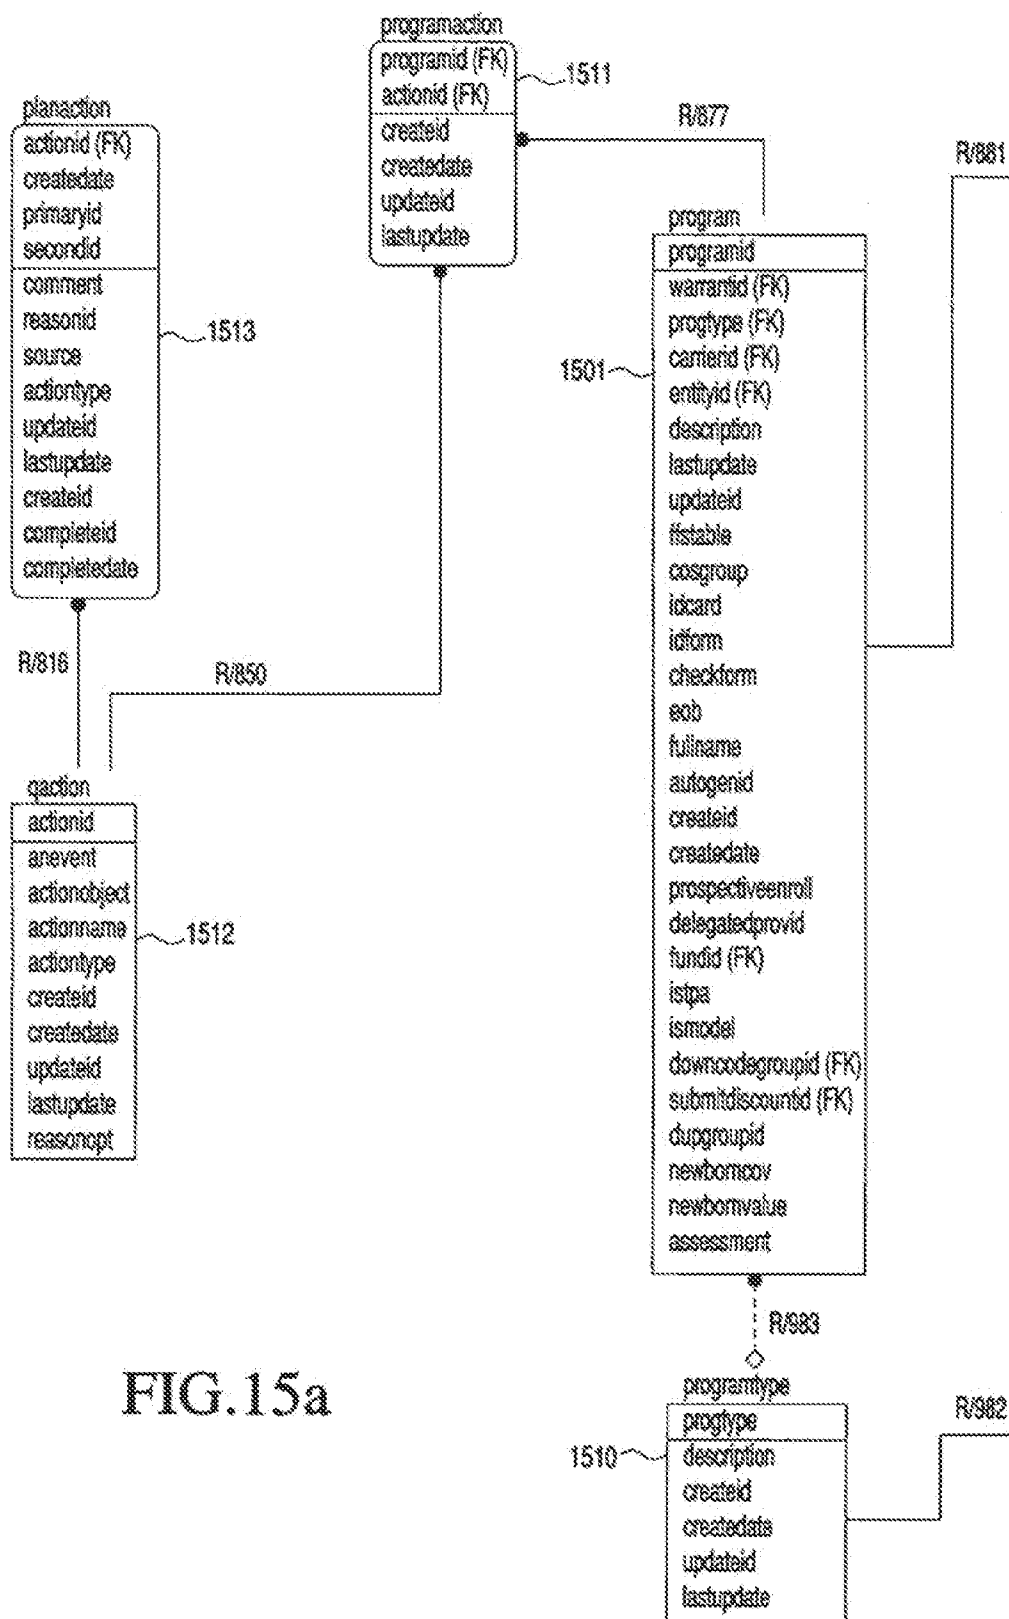 programaction
programid (FK)
actionid (FK)
createid
createdate
updateid
lastupdate
1511
R/877
R/881
planaction
actionid (FK)
createdate
primaryid
secondid
comment
reasonid
source
actiontype
updateid
lastupdate
createid
completeid
completedate
1513
R/816
R/850
program
programid
warrantid (FK)
progtype (FK)
carrierid (FK)
entityid (FK)
description
lastupdate
updateid
ffstable
cosgroup
idcard
idform
checkform
eob
fullname
autogenid
createid
createdate
prospectiveenroll
delegatedprovid
fundid (FK)
istpa
ismodel
downcodegroupid (FK)
submitdiscountid (FK)
dupgroupid
newborncov
newbornvalue
assessment
1501
qaction
actionid
anevent
actionobject
actionname
actiontype
createid
createdate
updateid
lastupdate
reasonopt
1512
R/983
programtype
progtype
description
createid
createdate
updateid
lastupdate
1510
R/982
FIG.15a